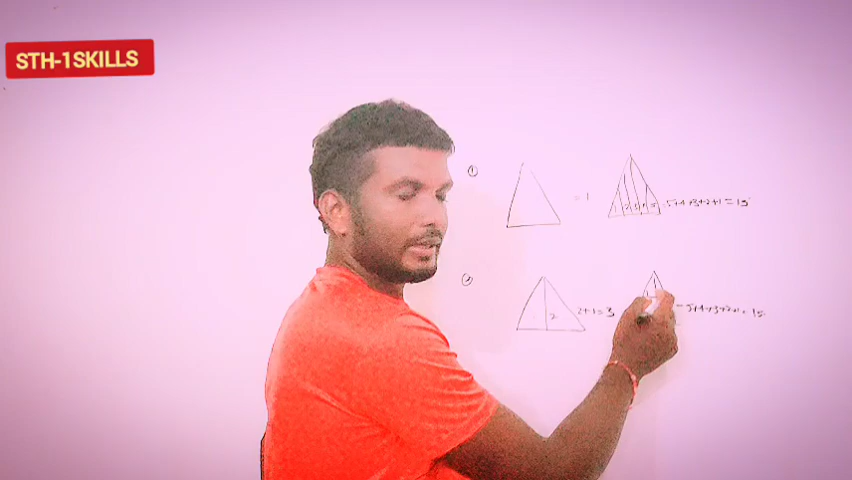 STH-1SKILLS
① = 1 5+4+3+2+1=15
② 2 2+1=3 5+4+3+2+1=15